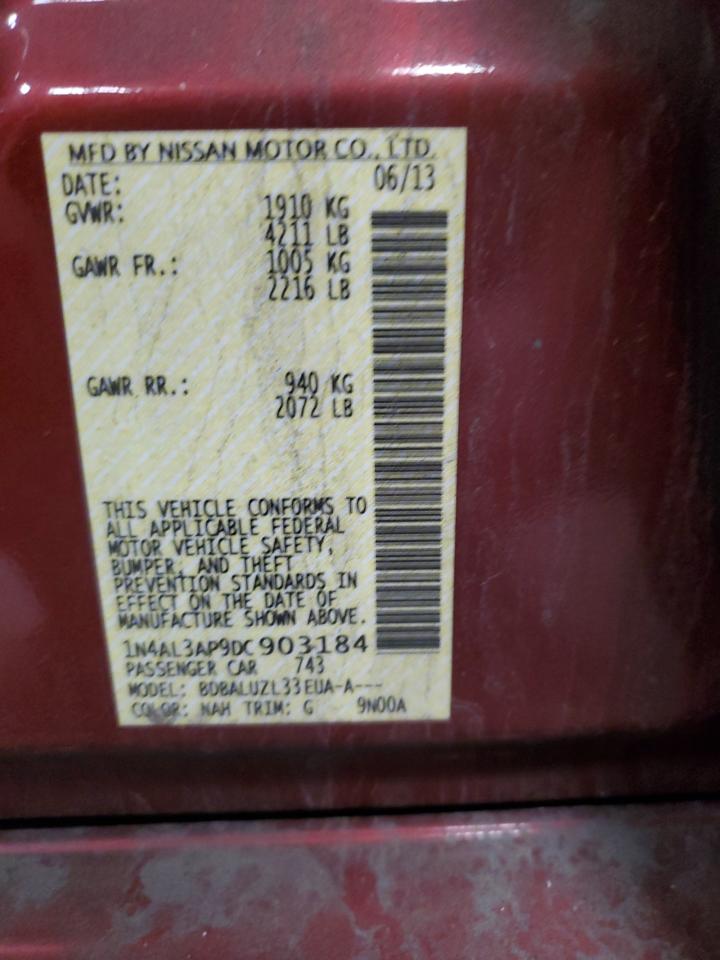 MFD BY NISSAN MOTOR CO., LTD.
DATE: 06/13
GVWR: 1910 KG
4211 LB
GAWR FR.: 1005 KG
2216 LB
GAWR RR.: 940 KG
2072 LB
THIS VEHICLE CONFORMS TO
ALL APPLICABLE FEDERAL
MOTOR VEHICLE SAFETY,
BUMPER, AND THEFT
PREVENTION STANDARDS IN
EFFECT ON THE DATE OF
MANUFACTURE SHOWN ABOVE.
1N4AL3AP9DC903184
PASSENGER CAR 743
MODEL: BDBALUZL33EUA-A---
COLOR: NAH TRIM: G 9N00A